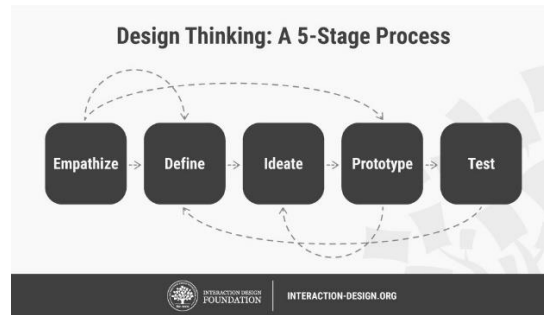 Design Thinking: A 5-Stage Process
Empathize
Define
Ideate
Prototype
Test
INTERACTION DESIGN
FOUNDATION
INTERACTION-DESIGN.ORG